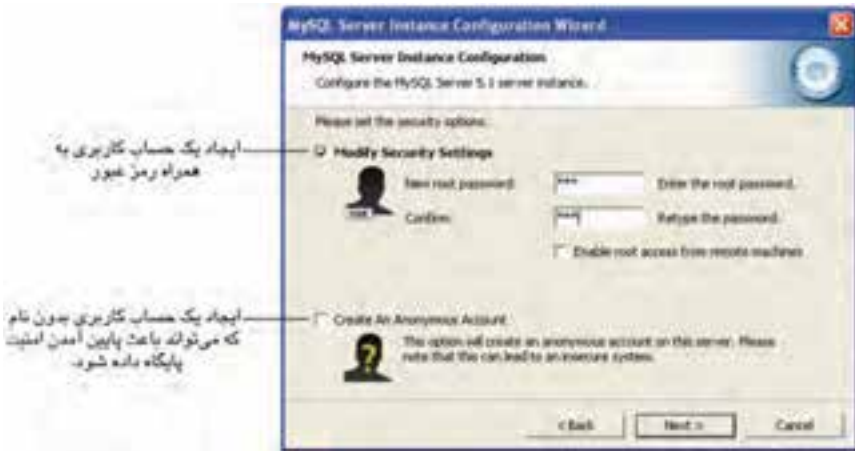 MySQL Server Instance Configuration Wizard
MySQL Server Instance Configuration
Configure the MySQL Server 5.1 server instance.
Please set the security options.
ایجاد یک حساب کاربری به
همراه رمز عبور
Modify Security Settings
New root password:
***
Enter the root password.
Confirm:
***
Retype the password.
Enable root access from remote machines
ایجاد یک حساب کاربری بدون نام
که می‌تواند باعث پایین آمدن امنیت
پایگاه داده شود.
Create An Anonymous Account
This option will create an anonymous account on this server. Please
note that this can lead to an insecure system.
< Back
Next >
Cancel